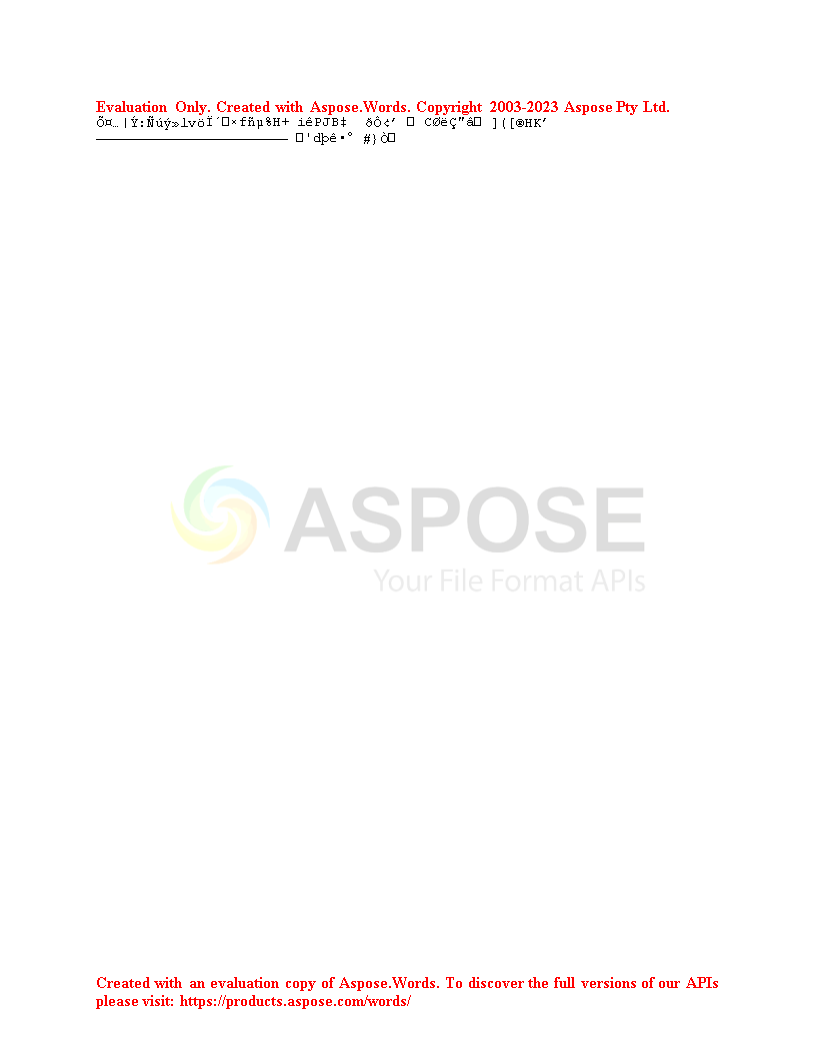 Evaluation Only. Created with Aspose.Words. Copyright 2003-2023 Aspose Pty Ltd.
Õ¤…|Ý:Ñúý»lvöÏ´□×fñµ%H+ iêPJB‡ ðÔ¢’ □ CØëÇ"â□ ]([®HK’
———————————————————————— □'dþê•° #}Ò□
ASPOSE
Your File Format APIs
Created with an evaluation copy of Aspose.Words. To discover the full versions of our APIs
please visit: https://products.aspose.com/words/